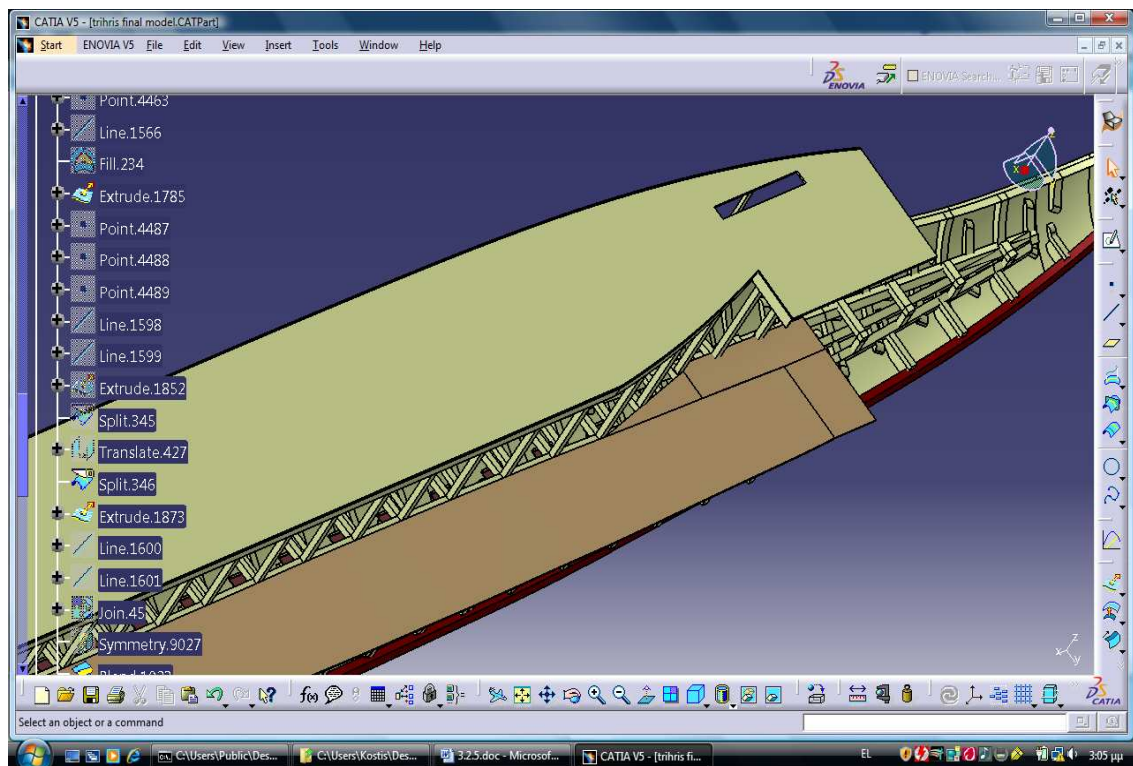 CATIA V5 - [trihris final model.CATPart]
Start ENOVIA V5 File Edit View Insert Tools Window Help
ENOVIA
ENOVIA Search...
Point.4463
Line.1566
Fill.234
Extrude.1785
Point.4487
Point.4488
Point.4489
Line.1598
Line.1599
Extrude.1852
Split.345
Translate.427
Split.346
Extrude.1873
Line.1600
Line.1601
Join.45
Symmetry.9027
x
z
x
y
f(x)
CATIA
Select an object or a command
C:\Users\Public\Des... C:\Users\Kostis\Des... 3.2.5.doc - Microsof... CATIA V5 - [trihris fi... EL 3:05 μμ